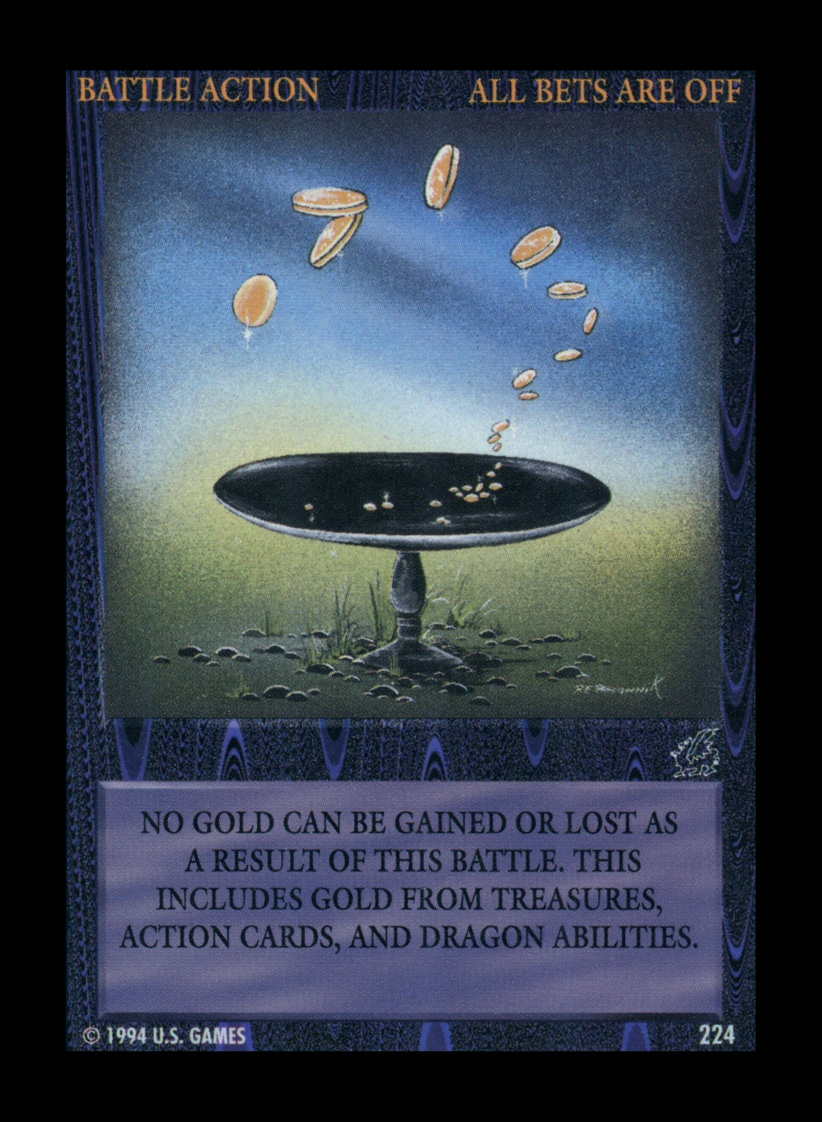 BATTLE ACTION
ALL BETS ARE OFF
NO GOLD CAN BE GAINED OR LOST AS
A RESULT OF THIS BATTLE. THIS
INCLUDES GOLD FROM TREASURES,
ACTION CARDS, AND DRAGON ABILITIES.
© 1994 U.S. GAMES
224